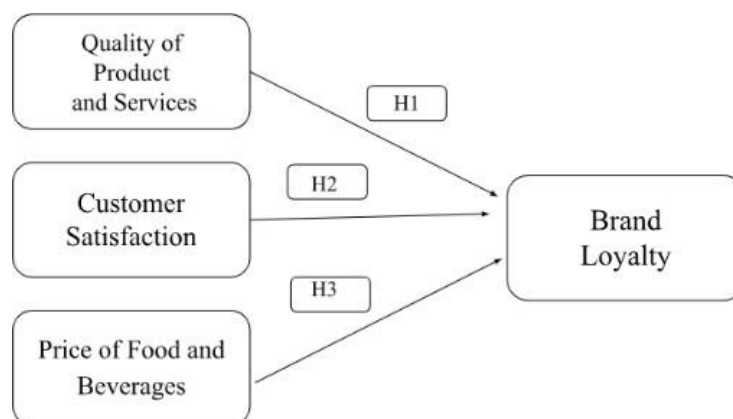 Quality of
Product
and Services
H1
H2
Customer
Satisfaction
Brand
Loyalty
H3
Price of Food and
Beverages